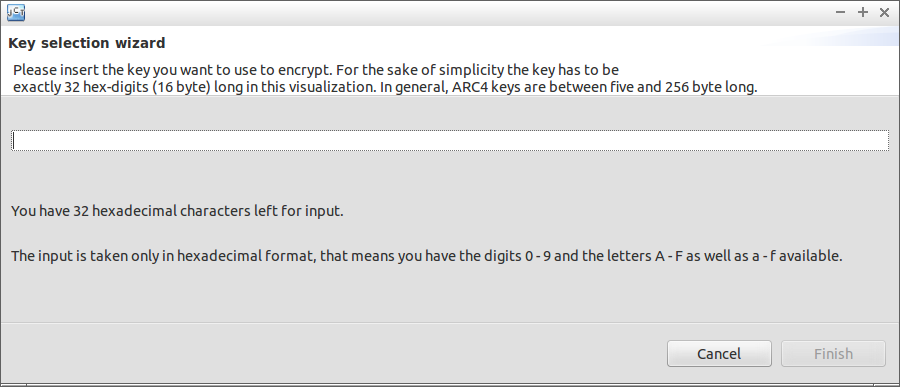 JCT
Key selection wizard
Please insert the key you want to use to encrypt. For the sake of simplicity the key has to be
exactly 32 hex-digits (16 byte) long in this visualization. In general, ARC4 keys are between five and 256 byte long.
You have 32 hexadecimal characters left for input.
The input is taken only in hexadecimal format, that means you have the digits 0 - 9 and the letters A - F as well as a - f available.
Cancel Finish